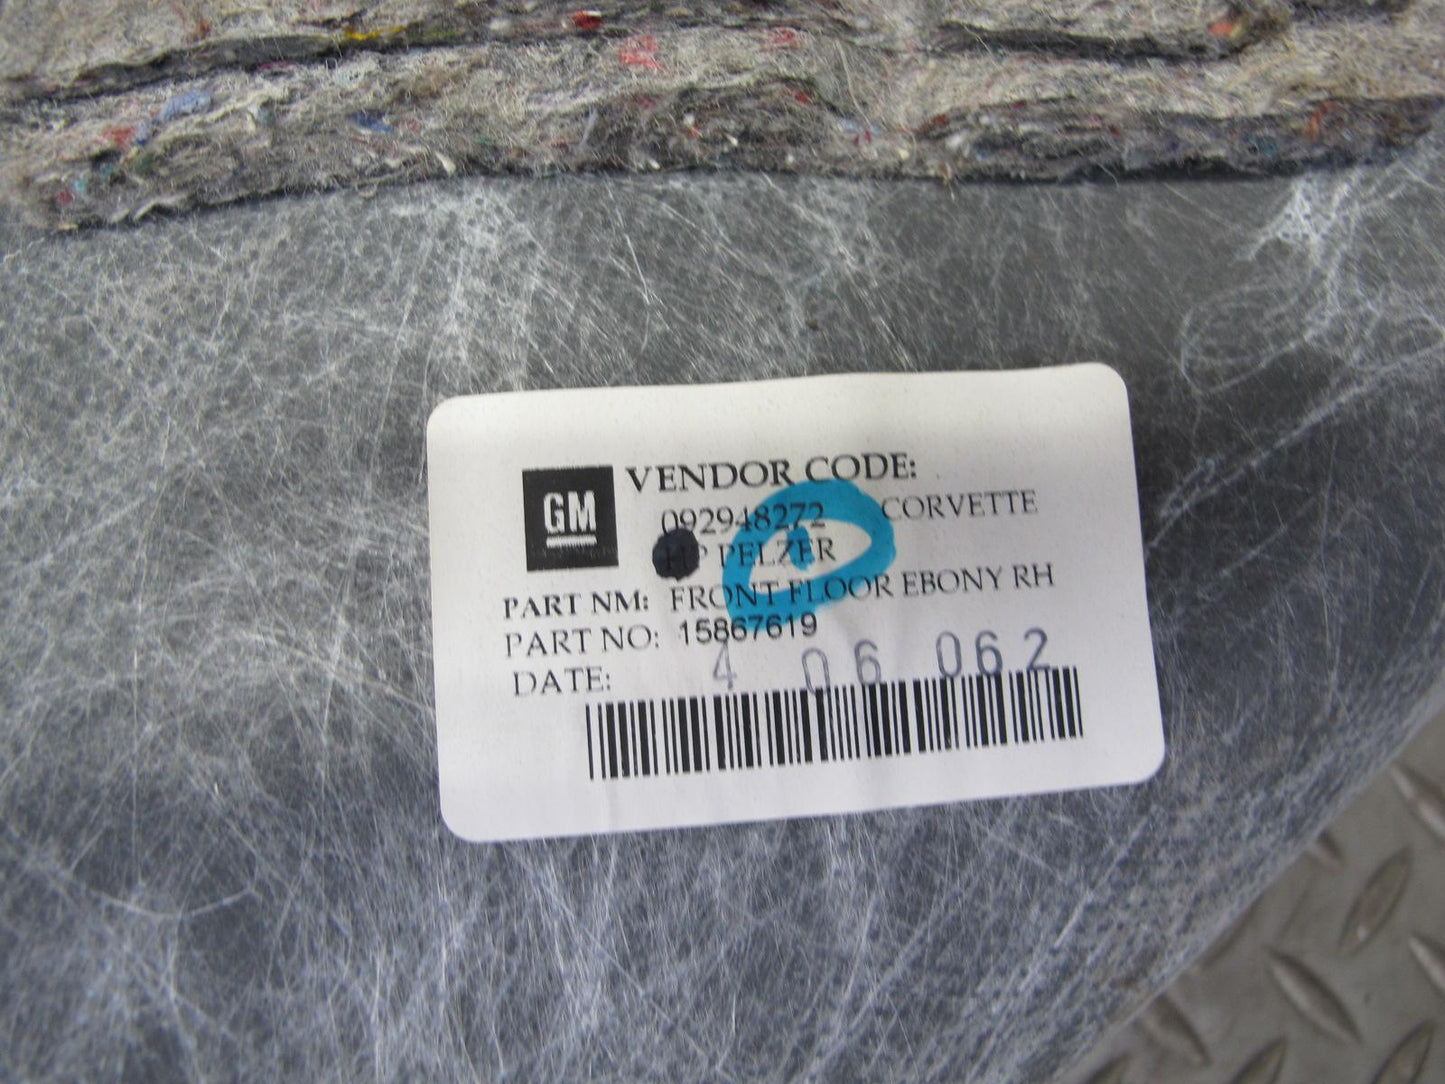 GM
VENDOR CODE:
092948272 CORVETTE
HP PELZER
PART NM: FRONT FLOOR EBONY RH
PART NO: 15867619
DATE: 4 06 062